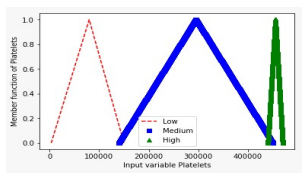 Member function of Platelets
1.0
0.8
0.6
0.4
0.2
0.0
Low
Medium
High
0
100000
200000
300000
400000
Input variable Platelets